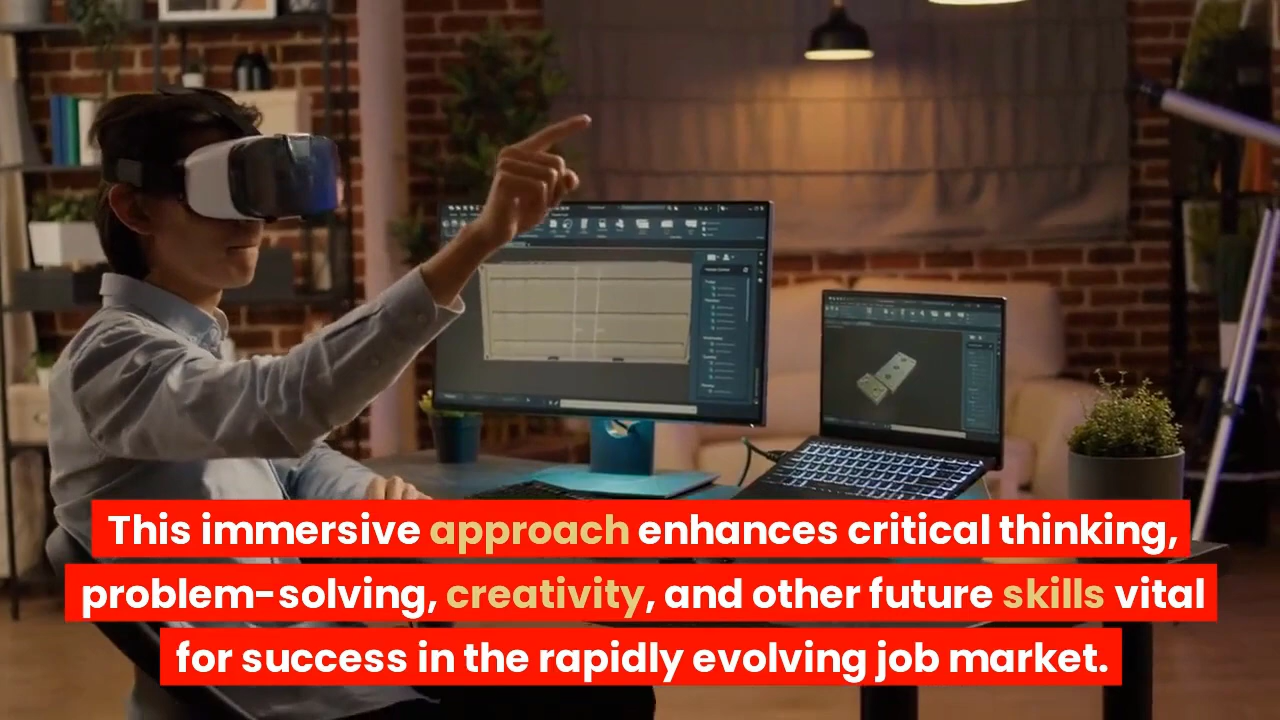 This immersive approach enhances critical thinking,
problem-solving, creativity, and other future skills vital
for success in the rapidly evolving job market.